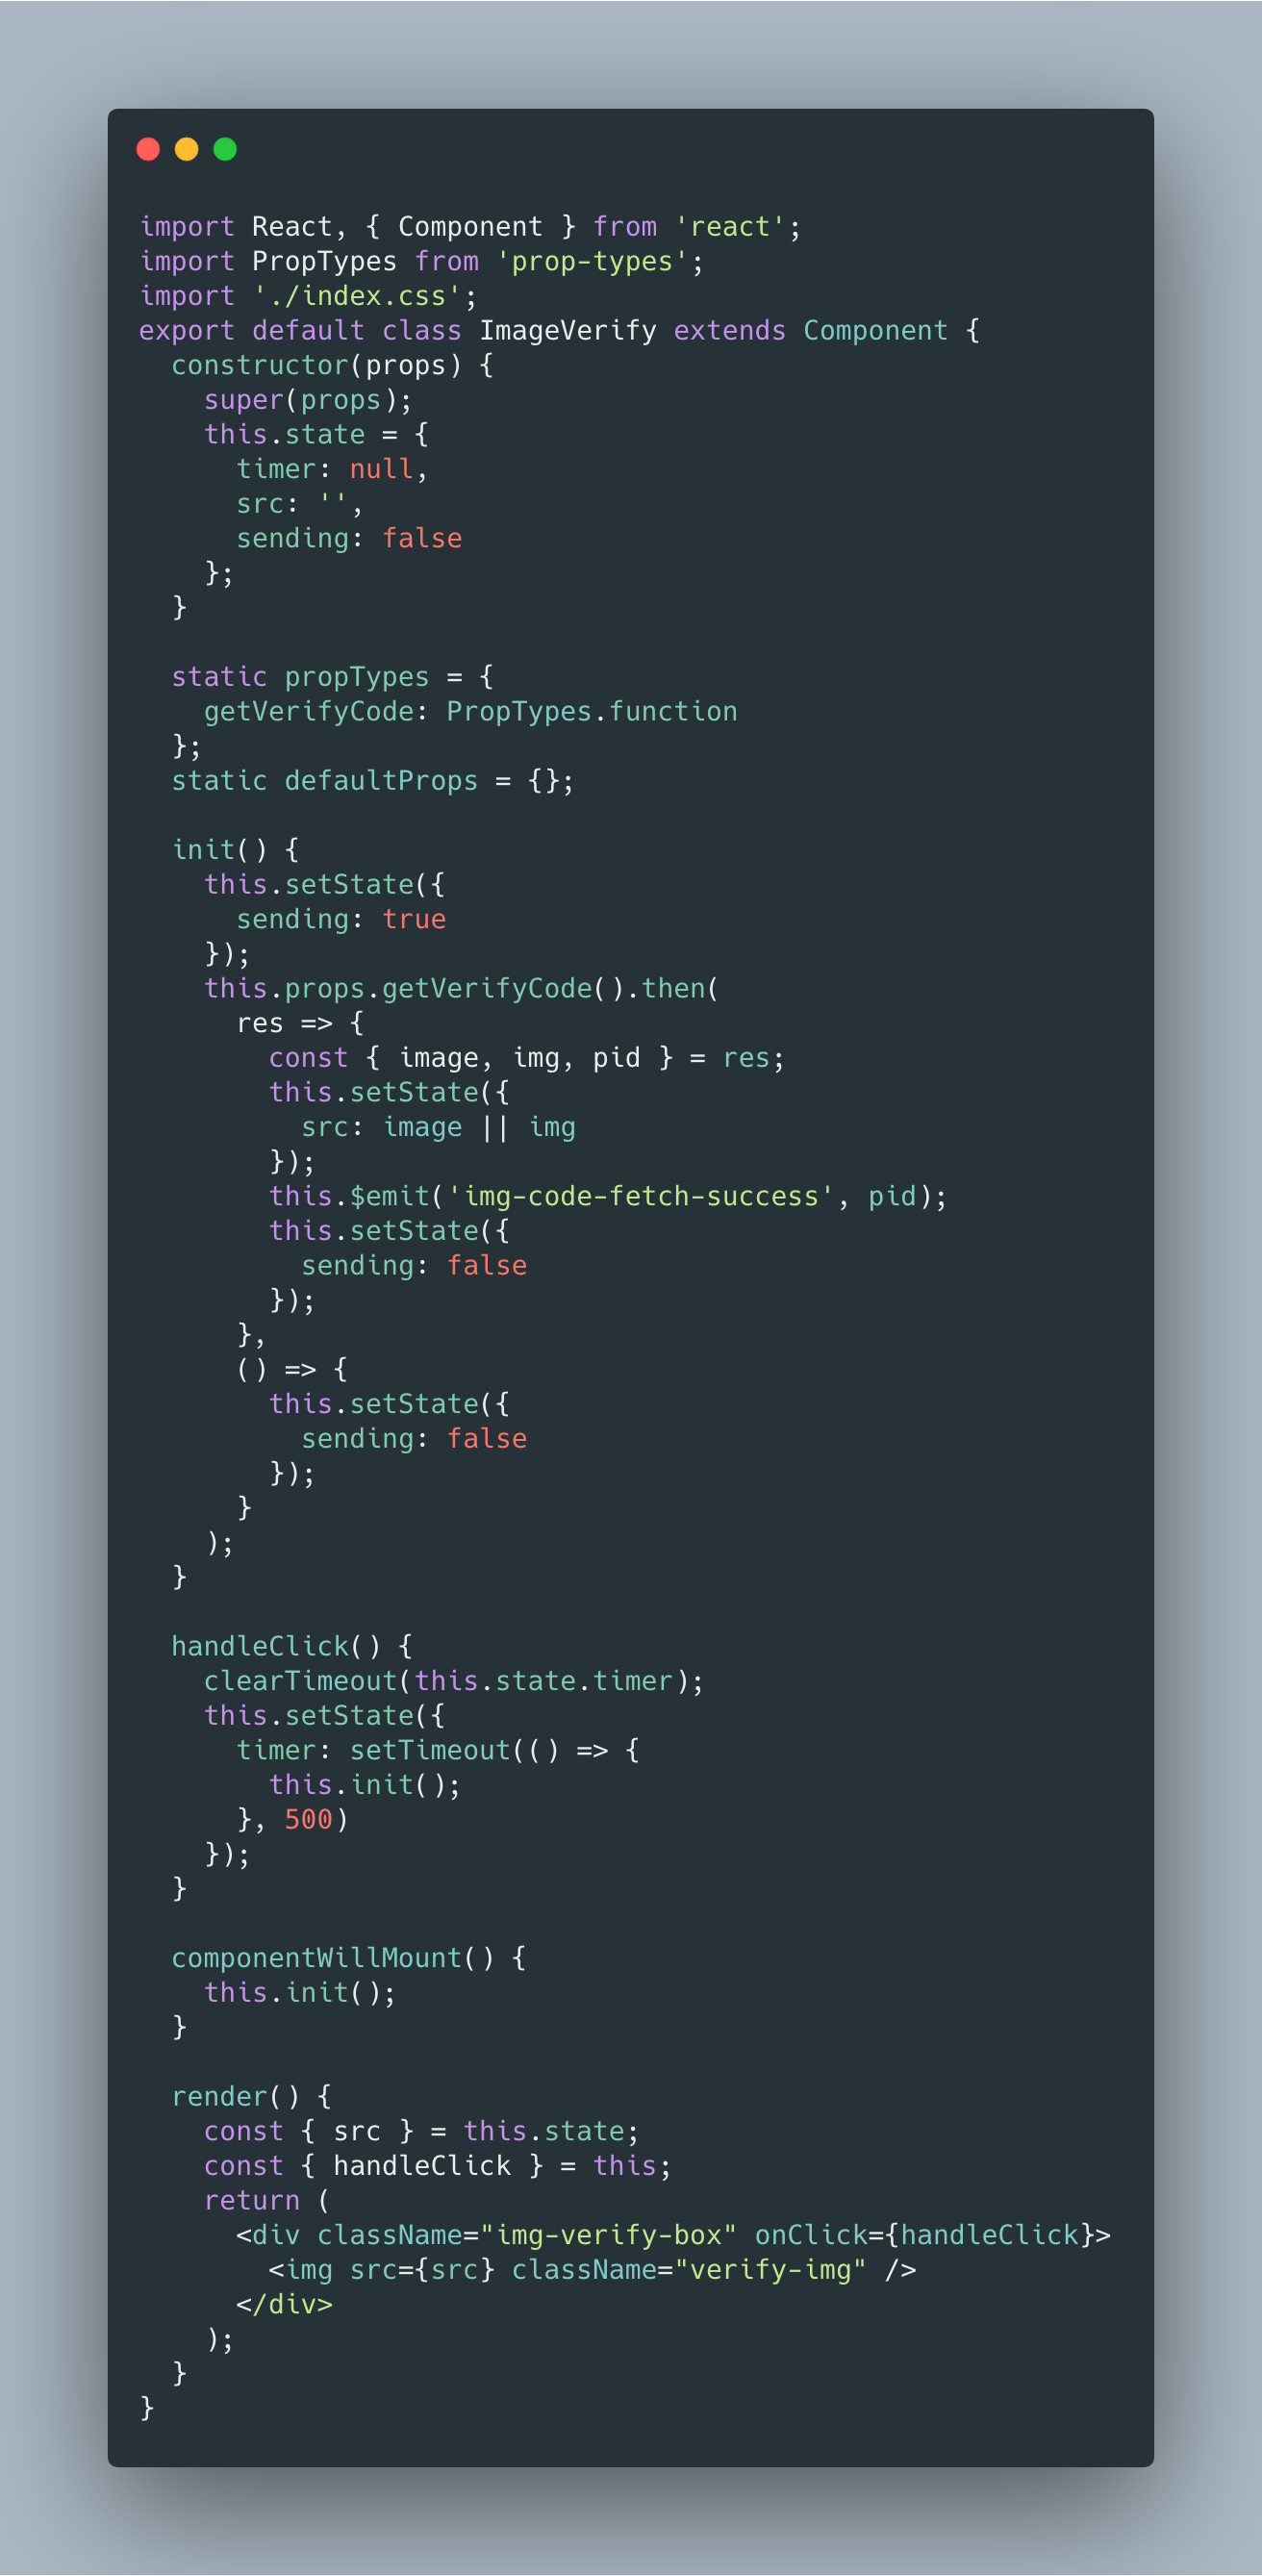 import React, { Component } from 'react';
import PropTypes from 'prop-types';
import './index.css';
export default class ImageVerify extends Component {
  constructor(props) {
    super(props);
    this.state = {
      timer: null,
      src: '',
      sending: false
    };
  }

  static propTypes = {
    getVerifyCode: PropTypes.function
  };
  static defaultProps = {};

  init() {
    this.setState({
      sending: true
    });
    this.props.getVerifyCode().then(
      res => {
        const { image, img, pid } = res;
        this.setState({
          src: image || img
        });
        this.$emit('img-code-fetch-success', pid);
        this.setState({
          sending: false
        });
      },
      () => {
        this.setState({
          sending: false
        });
      }
    );
  }

  handleClick() {
    clearTimeout(this.state.timer);
    this.setState({
      timer: setTimeout(() => {
        this.init();
      }, 500)
    });
  }

  componentWillMount() {
    this.init();
  }

  render() {
    const { src } = this.state;
    const { handleClick } = this;
    return (
      <div className="img-verify-box" onClick={handleClick}>
        <img src={src} className="verify-img" />
      </div>
    );
  }
}